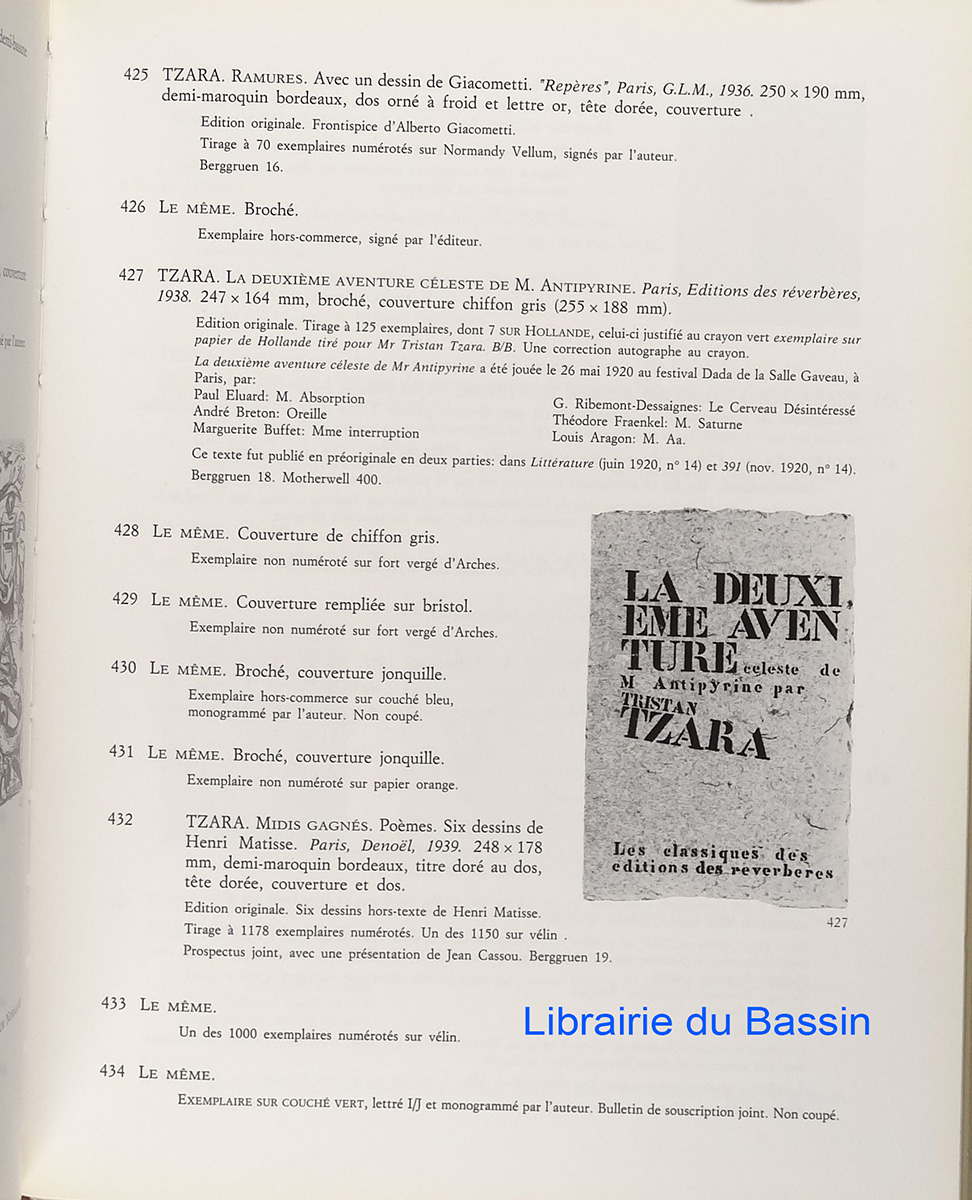 demi-basane
couverture
425 TZARA. RAMURES. Avec un dessin de Giacometti. "Repères", Paris, G.L.M., 1936. 250 × 190 mm,
demi-maroquin bordeaux, dos orné à froid et lettre or, tête dorée, couverture .
Edition originale. Frontispice d'Alberto Giacometti.
Tirage à 70 exemplaires numérotés sur Normandy Vellum, signés par l'auteur.
Berggruen 16.
426 LE MÊME. Broché.
Exemplaire hors-commerce, signé par l'éditeur.
427 TZARA. LA DEUXIÈME AVENTURE CÉLESTE DE M. ANTIPYRINE. Paris, Editions des réverbères,
1938. 247 × 164 mm, broché, couverture chiffon gris (255 × 188 mm).
Edition originale. Tirage à 125 exemplaires, dont 7 SUR HOLLANDE, celui-ci justifié au crayon vert exemplaire sur
papier de Hollande tiré pour Mr Tristan Tzara. B/B. Une correction autographe au crayon.
La deuxième aventure céleste de Mr Antipyrine a été jouée le 26 mai 1920 au festival Dada de la Salle Gaveau, à
Paris, par:
Paul Eluard: M. Absorption
André Breton: Oreille
Marguerite Buffet: Mme interruption
G. Ribemont-Dessaignes: Le Cerveau Désintéressé
Théodore Fraenkel: M. Saturne
Louis Aragon: M. Aa.
Ce texte fut publié en préoriginale en deux parties: dans Littérature (juin 1920, n° 14) et 391 (nov. 1920, n° 14).
Berggruen 18. Motherwell 400.
428 LE MÊME. Couverture de chiffon gris.
Exemplaire non numéroté sur fort vergé d'Arches.
429 LE MÊME. Couverture rempliée sur bristol.
Exemplaire non numéroté sur fort vergé d'Arches.
430 LE MÊME. Broché, couverture jonquille.
Exemplaire hors-commerce sur couché bleu,
monogrammé par l'auteur. Non coupé.
431 LE MÊME. Broché, couverture jonquille.
Exemplaire non numéroté sur papier orange.
432 TZARA. MIDIS GAGNÉS. Poèmes. Six dessins de
Henri Matisse. Paris, Denoël, 1939. 248 × 178
mm, demi-maroquin bordeaux, titre doré au dos,
tête dorée, couverture et dos.
Edition originale. Six dessins hors-texte de Henri Matisse.
Tirage à 1178 exemplaires numérotés. Un des 1150 sur vélin .
Prospectus joint, avec une présentation de Jean Cassou. Berggruen 19.
LA DEUXI,
EME AVEN
TURE celeste de
M Antipyrine par
TRISTAN
TZARA
Les classiques des
editions des reverberes
427
433 LE MÊME.
Un des 1000 exemplaires numérotés sur vélin.
Librairie du Bassin
434 LE MÊME.
EXEMPLAIRE SUR COUCHÉ VERT, lettré I/J et monogrammé par l'auteur. Bulletin de souscription joint. Non coupé.